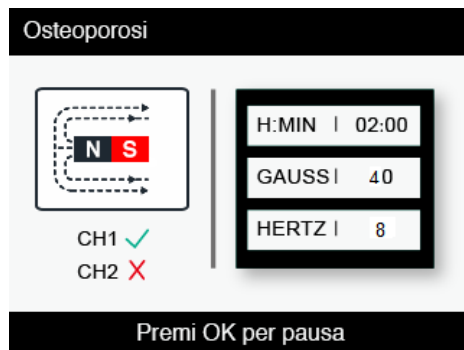 Osteoporosi
N S
CH1
CH2
H:MIN | 02:00
GAUSS | 40
HERTZ | 8
Premi OK per pausa